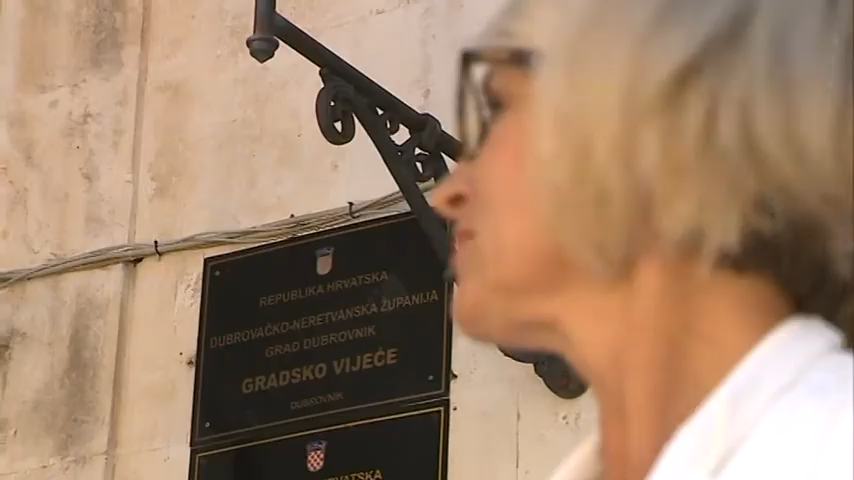 REPUBLIKA HRVATSKA
DUBROVAČKO-NERETVANSKA ŽUPANIJA
GRAD DUBROVNIK
GRADSKO VIJEĆE
DUBROVNIK